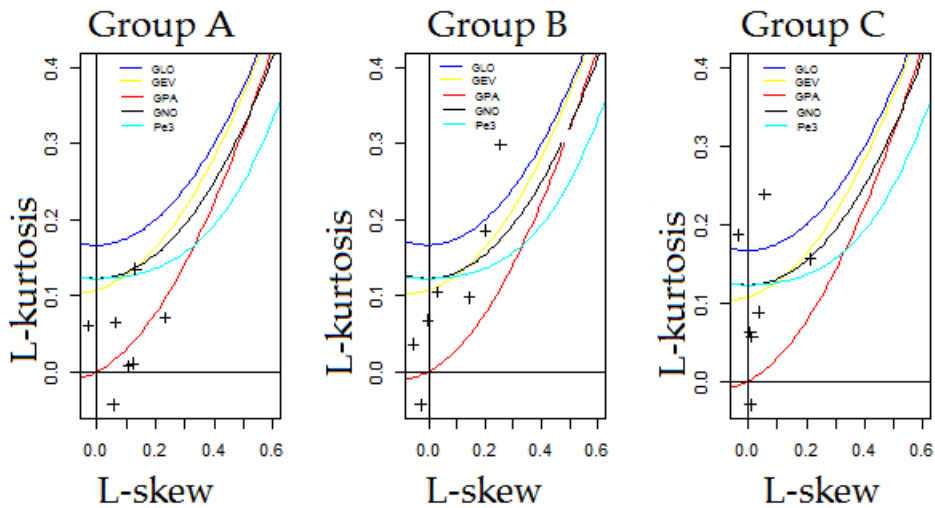 Group A
L-kurtosis
0.4
0.3
0.2
0.1
0.0
GLO
GEV
GPA
GNO
Pe3
0.0 0.2 0.4 0.6
L-skew
Group B
L-kurtosis
0.4
0.3
0.2
0.1
0.0
GLO
GEV
GPA
GNO
Pe3
0.0 0.2 0.4 0.6
L-skew
Group C
L-kurtosis
0.4
0.3
0.2
0.1
0.0
GLO
GEV
GPA
GNO
Pe3
0.0 0.2 0.4 0.6
L-skew